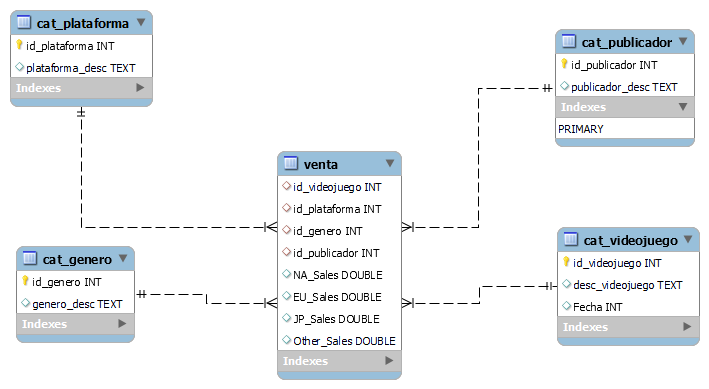 cat_plataforma
id_plataforma INT
plataforma_desc TEXT
Indexes
cat_publicador
id_publicador INT
publicador_desc TEXT
Indexes
PRIMARY
venta
id_videojuego INT
id_plataforma INT
id_genero INT
id_publicador INT
NA_Sales DOUBLE
EU_Sales DOUBLE
JP_Sales DOUBLE
Other_Sales DOUBLE
Indexes
cat_genero
id_genero INT
genero_desc TEXT
Indexes
cat_videojuego
id_videojuego INT
desc_videojuego TEXT
Fecha INT
Indexes